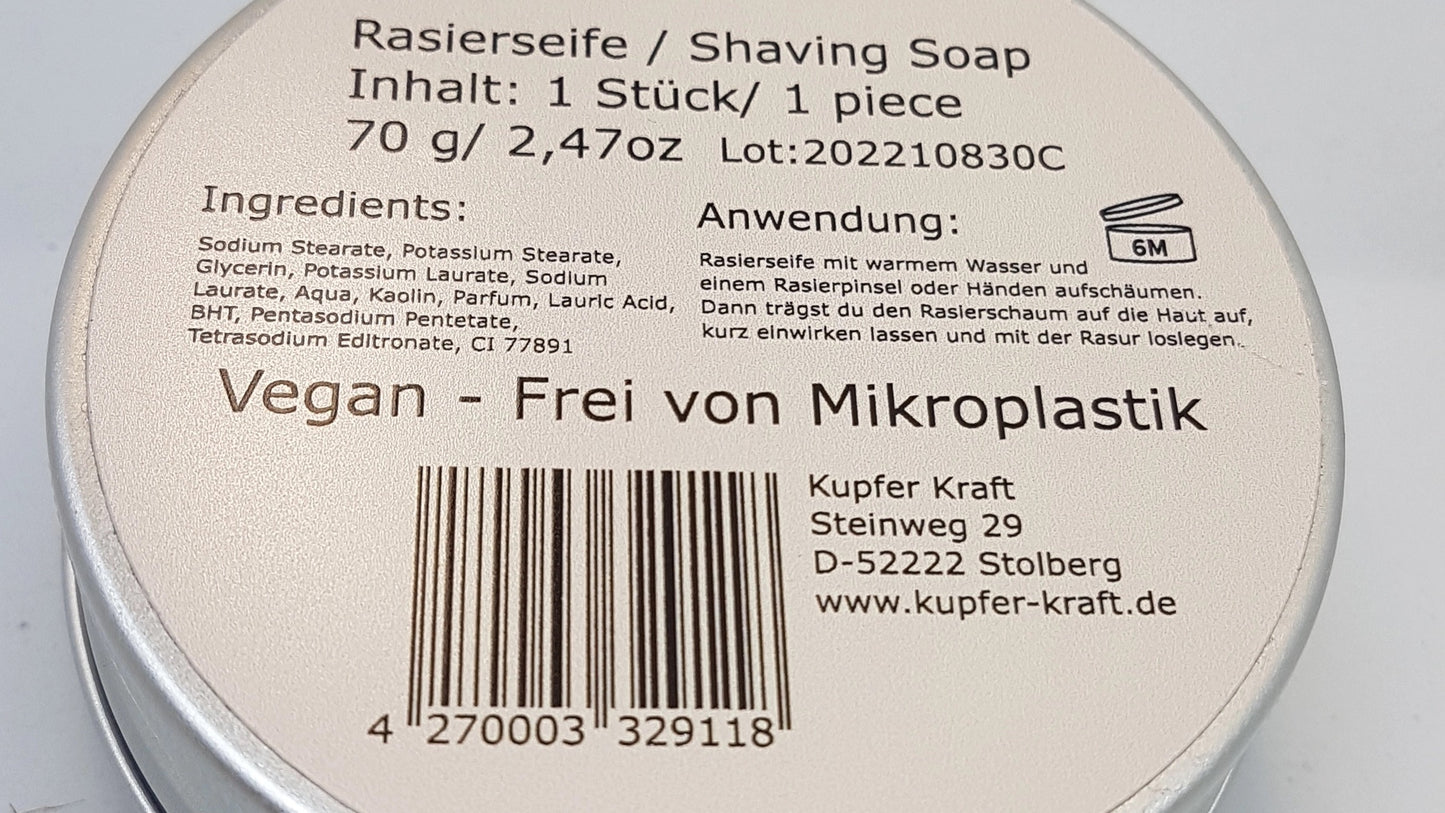 Rasierseife / Shaving Soap
Inhalt: 1 Stück/ 1 piece
70 g/ 2,47oz Lot:202210830C
Ingredients:
Sodium Stearate, Potassium Stearate,
Glycerin, Potassium Laurate, Sodium
Laurate, Aqua, Kaolin, Parfum, Lauric Acid,
BHT, Pentasodium Pentetate,
Tetrasodium Editronate, CI 77891
Anwendung:
6M
Rasierseife mit warmem Wasser und
einem Rasierpinsel oder Händen aufschäumen.
Dann trägst du den Rasierschaum auf die Haut auf,
kurz einwirken lassen und mit der Rasur loslegen.
Vegan - Frei von Mikroplastik
Kupfer Kraft
Steinweg 29
D-52222 Stolberg
www.kupfer-kraft.de
4 270003 329118